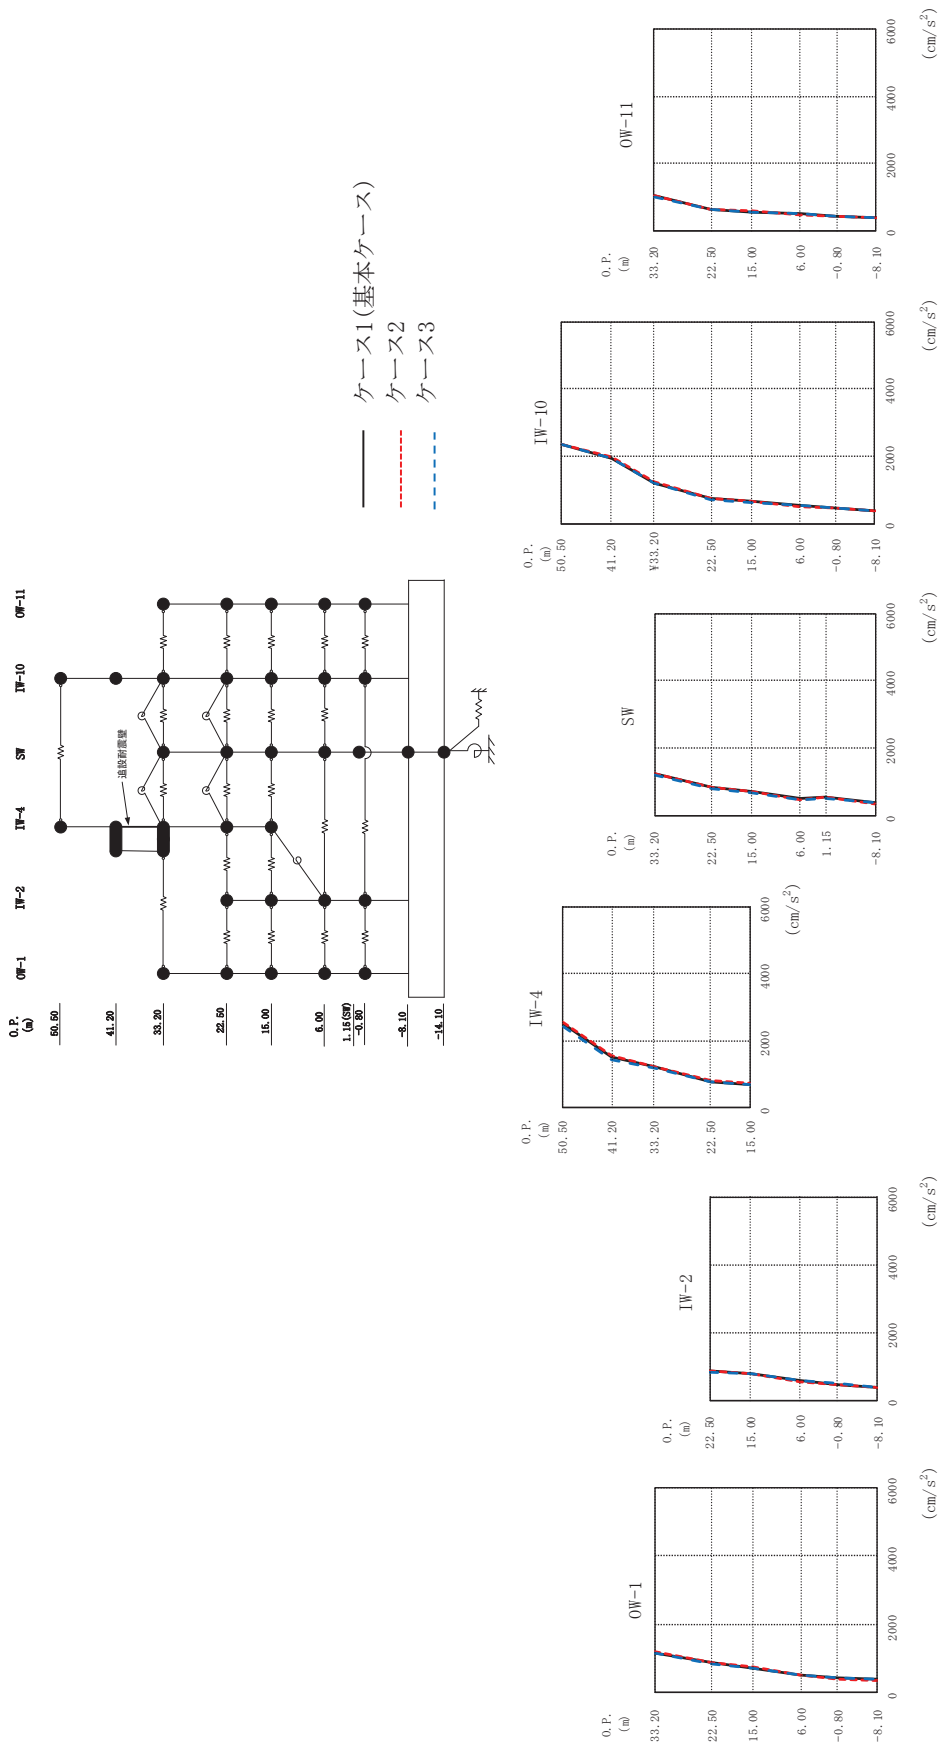 O.P.
(m)
OW-1
IW-2
IW-4
SW
IW-10
OW-11
50.50
41.20
33.20
22.50
15.00
6.00
1.15(SW)
-0.80
-8.10
-14.10
追設耐震壁
ケース1(基本ケース)
ケース2
ケース3
OW-1
O.P.
(m)
33.20
22.50
15.00
6.00
-0.80
-8.10
0
2000
4000
6000
(cm/s²)
IW-2
O.P.
(m)
22.50
15.00
6.00
-0.80
-8.10
0
2000
4000
6000
(cm/s²)
IW-4
O.P.
(m)
50.50
41.20
33.20
22.50
15.00
0
2000
4000
6000
(cm/s²)
SW
O.P.
(m)
33.20
22.50
15.00
6.00
1.15
-8.10
0
2000
4000
6000
(cm/s²)
IW-10
O.P.
(m)
50.50
41.20
¥33.20
22.50
15.00
6.00
-0.80
-8.10
0
2000
4000
6000
(cm/s²)
OW-11
O.P.
(m)
33.20
22.50
15.00
6.00
-0.80
-8.10
0
2000
4000
6000
(cm/s²)